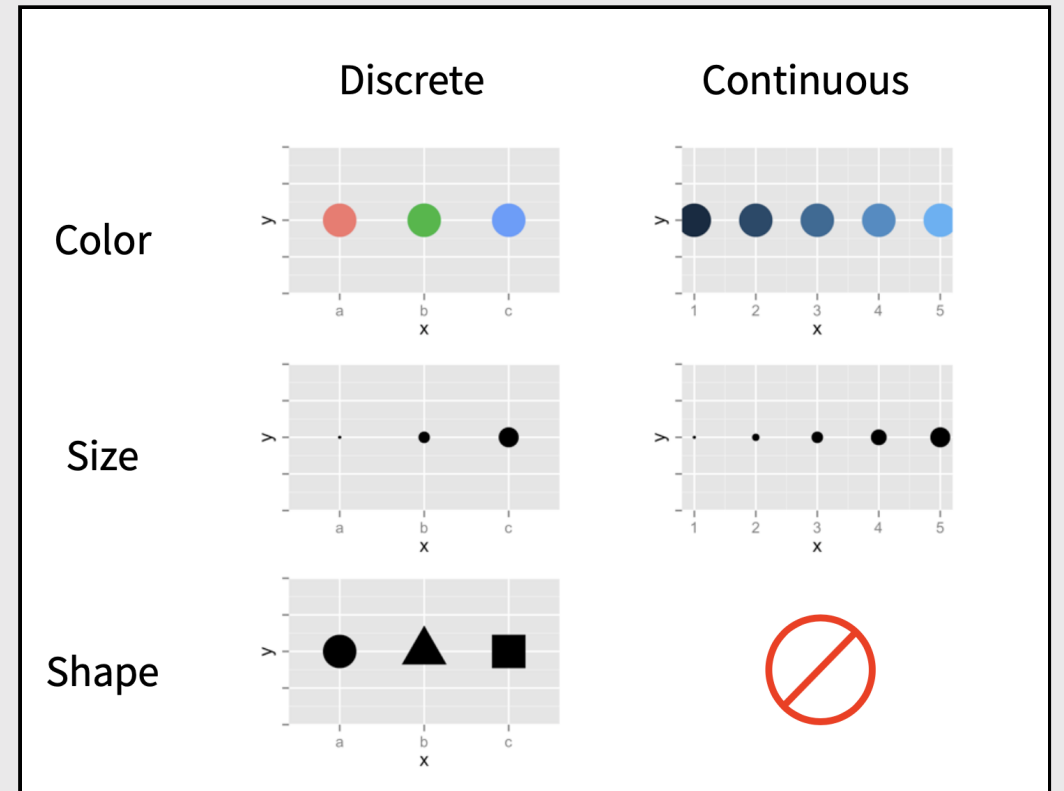 Discrete Continuous
Color
y y
a b c 1 2 3 4 5
x x
Size
y y
a b c 1 2 3 4 5
x x
Shape
y
a b c
x